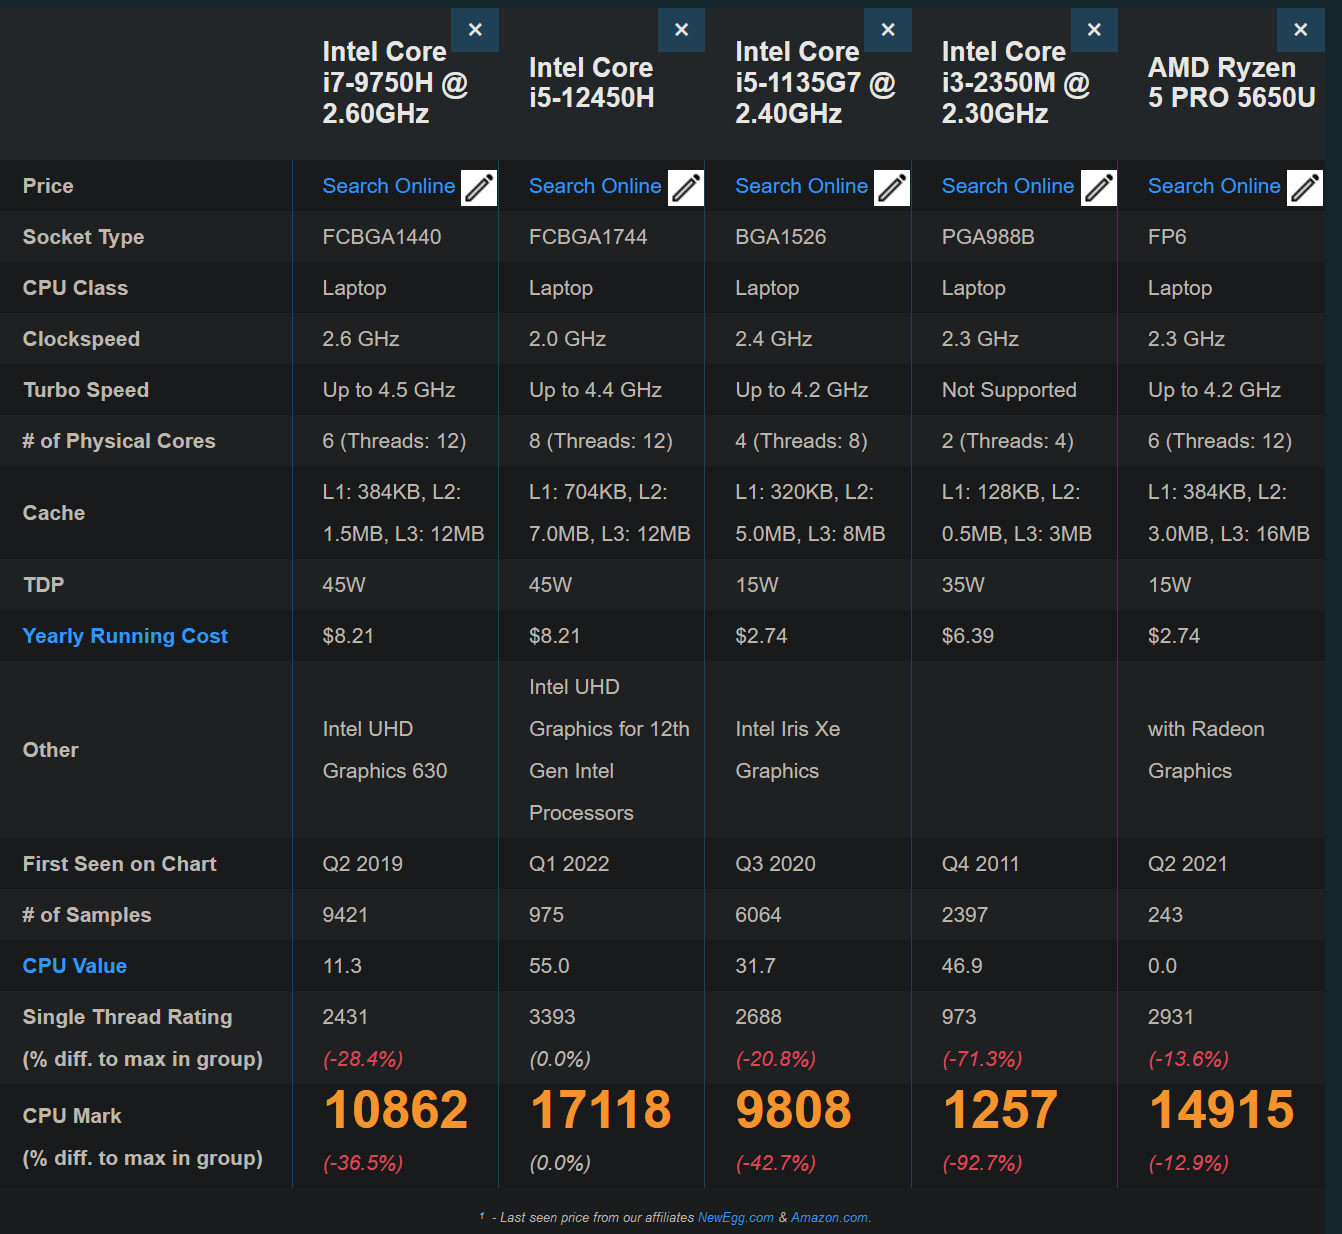 × × × × ×
Intel Core i7-9750H @ 2.60GHz Intel Core i5-12450H Intel Core i5-1135G7 @ 2.40GHz Intel Core i3-2350M @ 2.30GHz AMD Ryzen 5 PRO 5650U
Price Search Online Search Online Search Online Search Online Search Online
Socket Type FCBGA1440 FCBGA1744 BGA1526 PGA988B FP6
CPU Class Laptop Laptop Laptop Laptop Laptop
Clockspeed 2.6 GHz 2.0 GHz 2.4 GHz 2.3 GHz 2.3 GHz
Turbo Speed Up to 4.5 GHz Up to 4.4 GHz Up to 4.2 GHz Not Supported Up to 4.2 GHz
# of Physical Cores 6 (Threads: 12) 8 (Threads: 12) 4 (Threads: 8) 2 (Threads: 4) 6 (Threads: 12)
Cache L1: 384KB, L2: 1.5MB, L3: 12MB L1: 704KB, L2: 7.0MB, L3: 12MB L1: 320KB, L2: 5.0MB, L3: 8MB L1: 128KB, L2: 0.5MB, L3: 3MB L1: 384KB, L2: 3.0MB, L3: 16MB
TDP 45W 45W 15W 35W 15W
Yearly Running Cost $8.21 $8.21 $2.74 $6.39 $2.74
Other Intel UHD Graphics 630 Intel UHD Graphics for 12th Gen Intel Processors Intel Iris Xe Graphics with Radeon Graphics
First Seen on Chart Q2 2019 Q1 2022 Q3 2020 Q4 2011 Q2 2021
# of Samples 9421 975 6064 2397 243
CPU Value 11.3 55.0 31.7 46.9 0.0
Single Thread Rating 2431 3393 2688 973 2931
(% diff. to max in group) (-28.4%) (0.0%) (-20.8%) (-71.3%) (-13.6%)
CPU Mark 10862 17118 9808 1257 14915
(% diff. to max in group) (-36.5%) (0.0%) (-42.7%) (-92.7%) (-12.9%)
1 - Last seen price from our affiliates NewEgg.com & Amazon.com.